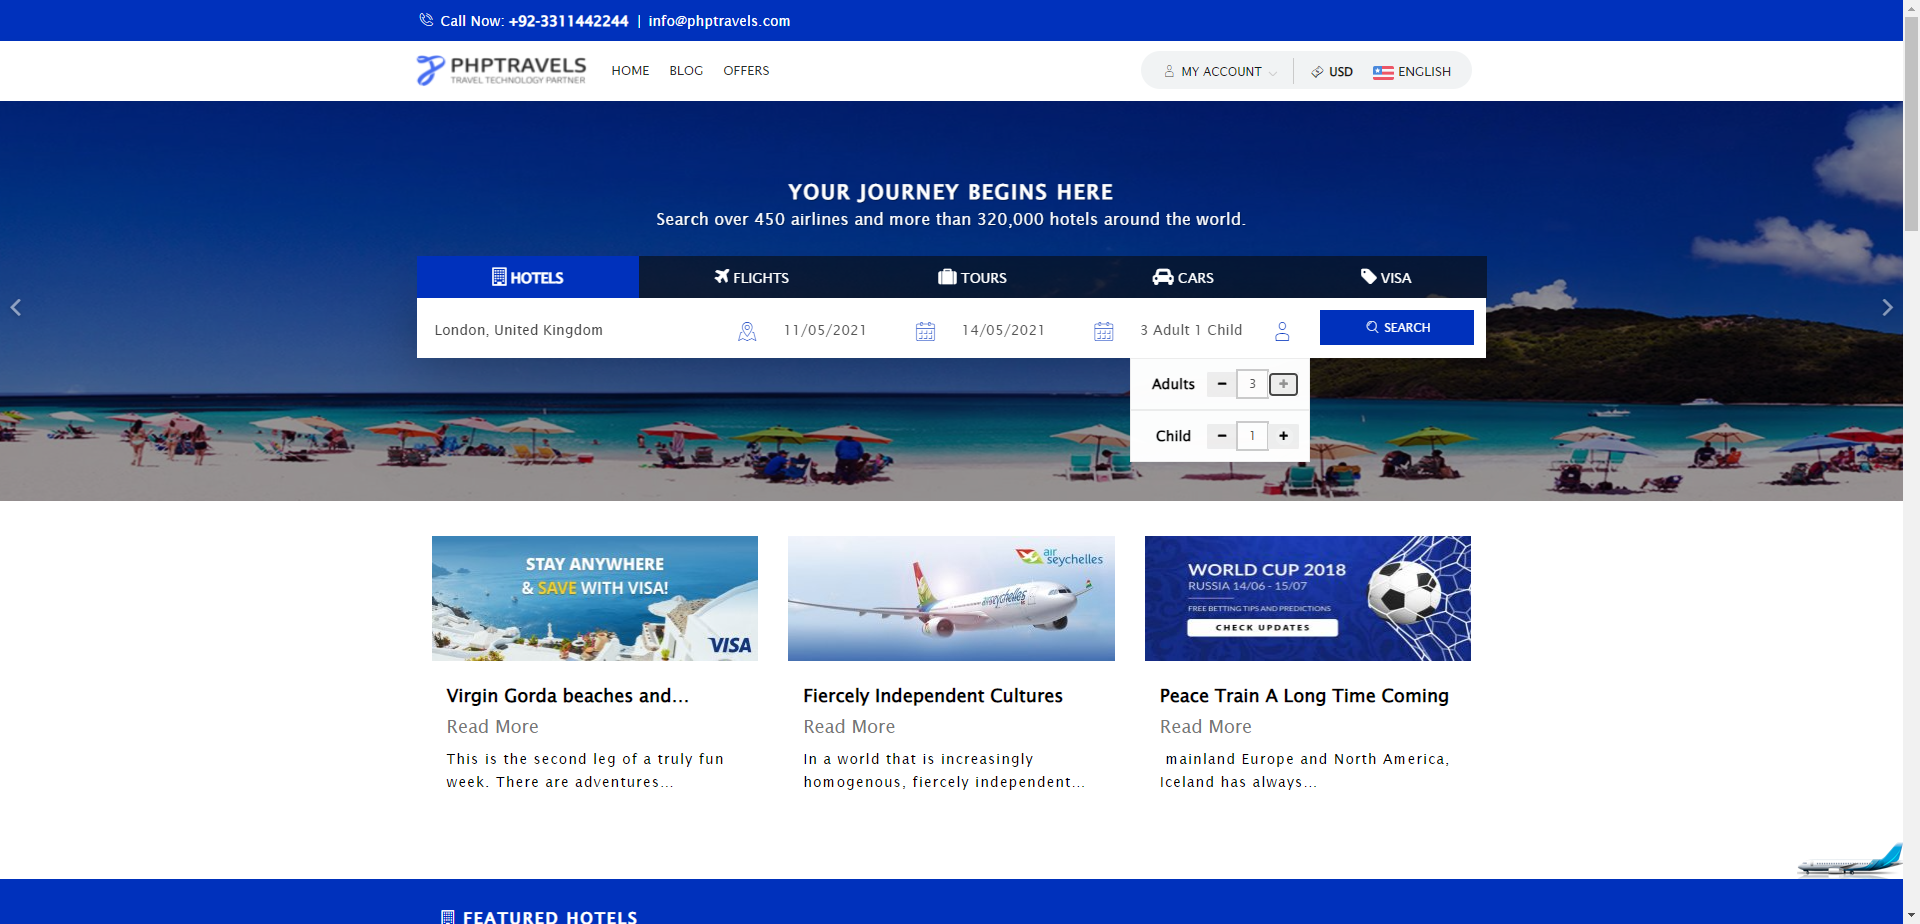 Call Now: +92-3311442244 | info@phptravels.com
PHPTRAVELS
TRAVEL TECHNOLOGY PARTNER
HOME BLOG OFFERS
MY ACCOUNT USD ENGLISH
YOUR JOURNEY BEGINS HERE
Search over 450 airlines and more than 320,000 hotels around the world.
HOTELS FLIGHTS TOURS CARS VISA
London, United Kingdom 11/05/2021 14/05/2021 3 Adult 1 Child SEARCH
Adults - 3 +
Child - 1 +
STAY ANYWHERE
& SAVE WITH VISA!
VISA
air seychelles
air seychelles
WORLD CUP 2018
RUSSIA 14/06 - 15/07
FREE BETTING TIPS AND PREDICTIONS
CHECK UPDATES
Virgin Gorda beaches and...
Read More
This is the second leg of a truly fun
week. There are adventures...
Fiercely Independent Cultures
Read More
In a world that is increasingly
homogenous, fiercely independent...
Peace Train A Long Time Coming
Read More
mainland Europe and North America,
Iceland has always...
FEATURED HOTELS